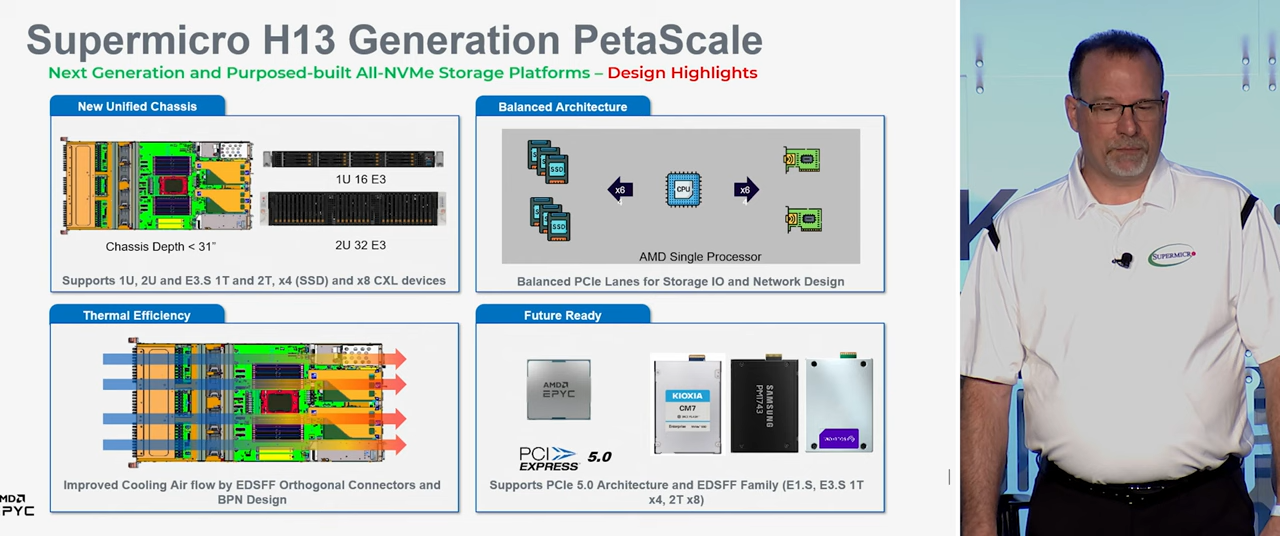 Supermicro H13 Generation PetaScale
Next Generation and Purposed-built All-NVMe Storage Platforms – Design Highlights
New Unified Chassis
1U 16 E3
2U 32 E3
Chassis Depth < 31”
Supports 1U, 2U and E3.S 1T and 2T, x4 (SSD) and x8 CXL devices
Balanced Architecture
SSD
SSD
x6
CPU
x6
AMD Single Processor
Balanced PCIe Lanes for Storage IO and Network Design
Thermal Efficiency
Improved Cooling Air flow by EDSFF Orthogonal Connectors and
BPN Design
Future Ready
AMD
EPYC
PCI
EXPRESS 5.0
KIOXIA
CM7
SAMSUNG
PM1743
Supports PCIe 5.0 Architecture and EDSFF Family (E1.S, E3.S 1T
x4, 2T x8)
MD
PYC
SUPERMICRO